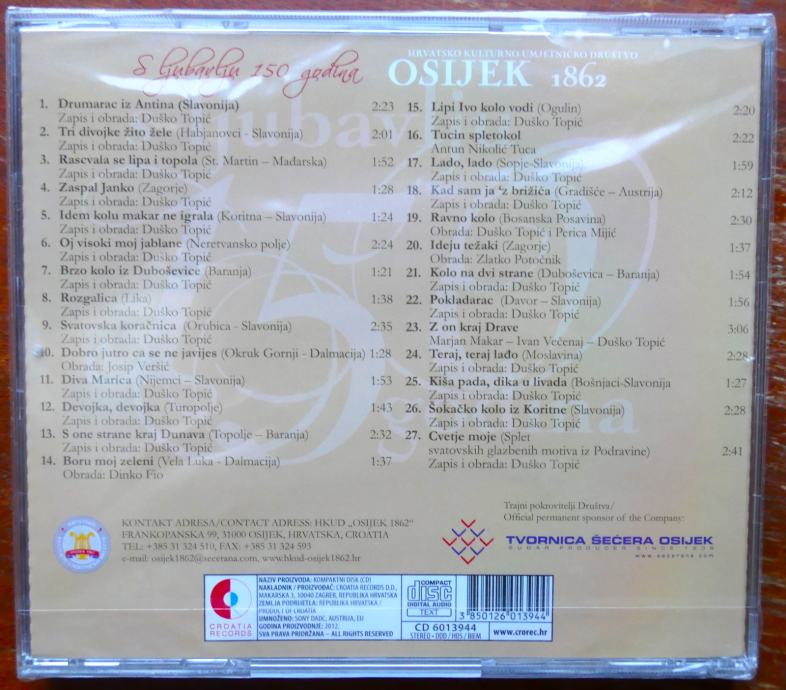 S ljubavlju 150 godina
HRVATSKO KULTURNO-UMJETNIČKO DRUŠTVO
OSIJEK 1862
1. Drumarac iz Antina (Slavonija) 2:23
Zapis i obrada: Duško Topić
2. Tri divojke žito žele (Habjanovci - Slavonija) 2:01
Zapis i obrada: Duško Topić
3. Rascvala se lipa i topola (St. Martin – Mađarska) 1:52
Zapis i obrada: Duško Topić
4. Zaspal Janko (Zagorje) 1:28
Zapis i obrada: Duško Topić
5. Idem kolu makar ne igrala (Koritna – Slavonija) 1:24
Zapis i obrada: Duško Topić
6. Oj visoki moj jablane (Neretvansko polje) 2:24
Zapis i obrada: Duško Topić
7. Brzo kolo iz Duboševice (Baranja) 1:21
Zapis i obrada: Duško Topić
8. Rozgalica (Lika) 1:38
Zapis i obrada: Duško Topić
9. Svatovska koračnica (Orubica - Slavonija) 2:35
Zapis i obrada: Duško Topić
10. Dobro jutro ca se ne javijes (Okruk Gornji - Dalmacija) 1:28
Obrada: Josip Veršić
11. Diva Marica (Nijemci – Slavonija) 1:53
Zapis i obrada: Duško Topić
12. Devojka, devojka (Turopolje) 1:43
Zapis i obrada: Duško Topić
13. S one strane kraj Dunava (Topolje – Baranja) 2:32
Zapis i obrada: Duško Topić
14. Boru moj zeleni (Vela Luka - Dalmacija) 1:37
Obrada: Dinko Fio
15. Lipi Ivo kolo vodi (Ogulin) 2:20
Zapis i obrada: Duško Topić
16. Tucin spletokol 2:22
Antun Nikolić Tuca
17. Lado, lado (Sopje-Slavonija) 1:59
Zapis i obrada: Duško Topić
18. Kad sam ja ‘z brižića (Gradišće – Austrija) 2:12
Zapis i obrada: Duško Topić
19. Ravno kolo (Bosanska Posavina) 2:30
Obrada: Duško Topić i Perica Mijić
20. Ideju težaki (Zagorje) 1:37
Obrada: Zlatko Potočnik
21. Kolo na dvi strane (Duboševica – Baranja) 1:54
Zapis i obrada: Duško Topić
22. Pokladarac (Davor – Slavonija) 1:56
Zapis i obrada: Duško Topić
23. Z on kraj Drave 3:06
Marjan Makar – Ivan Večenaj – Duško Topić
24. Teraj, teraj lađo (Moslavina) 2:28
Zapis i obrada: Duško Topić
25. Kiša pada, dika u livada (Bošnjaci-Slavonija 1:27
Zapis i obrada: Duško Topić
26. Šokačko kolo iz Koritne (Slavonija) 2:28
Zapis i obrada: Duško Topić
27. Cvetje moje (Splet
svatovskih glazbenih motiva iz Podravine) 2:41
Zapis i obrada: Duško Topić
KONTAKT ADRESA/CONTACT ADRESS: HKUD „OSIJEK 1862“
FRANKOPANSKA 99, 31000 OSIJEK, HRVATSKA, CROATIA
TEL: +385 31 324 510, FAX: +385 31 324 593
e-mail: osijek1862@secerana.com, www.hkud-osijek1862.hr
Trajni pokrovitelji Društva/
Official permanent sponsor of the Company:
TVORNICA ŠEĆERA OSIJEK
SUGAR PRODUCER SINCE 1905
www.secerana.com
CROATIA
RECORDS
NAZIV PROIZVODA: KOMPAKTNI DISK (CD)
NAKLADNIK / PROIZVOĐAČ: CROATIA RECORDS D.D.,
MAKARSKA 3, 10040 ZAGREB, REPUBLIKA HRVATSKA
ZEMLJA PODRIJETLA: REPUBLIKA HRVATSKA /
PRODUCT OF CROATIA
UMNOŽENO: SONY DADC, AUSTRIJA, EU
GODINA PROIZVODNJE: 2012.
SVA PRAVA PRIDRŽANA – ALL RIGHTS RESERVED
COMPACT
disc
DIGITAL AUDIO
TEXT
CD 6013944
STEREO • DDD / HDS / BIEM
3 850126 013944
www.crorec.hr